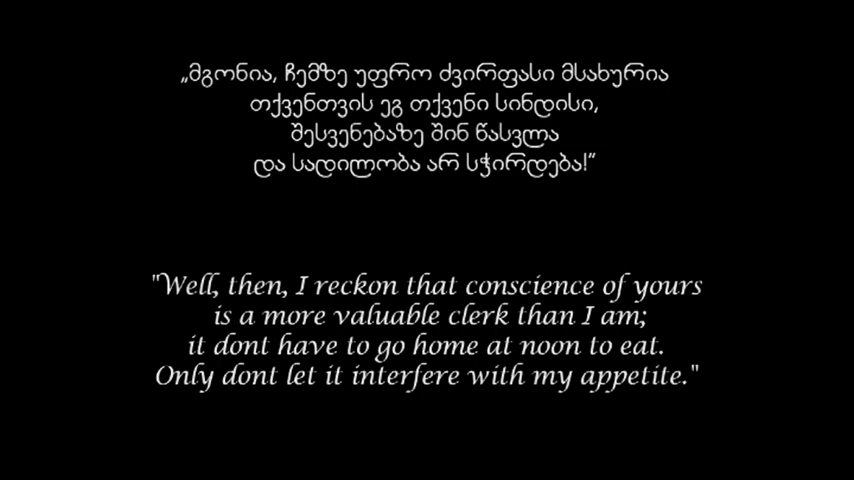 „მგონია, ჩემზე უფრო ძვირფასი მსახურია
თქვენთვის ეგ თქვენი სინდისი,
შესვენებაზე შინ წასვლა
და სადილობა არ სჭირდება!“
"Well, then, I reckon that conscience of yours
is a more valuable clerk than I am;
it dont have to go home at noon to eat.
Only dont let it interfere with my appetite."